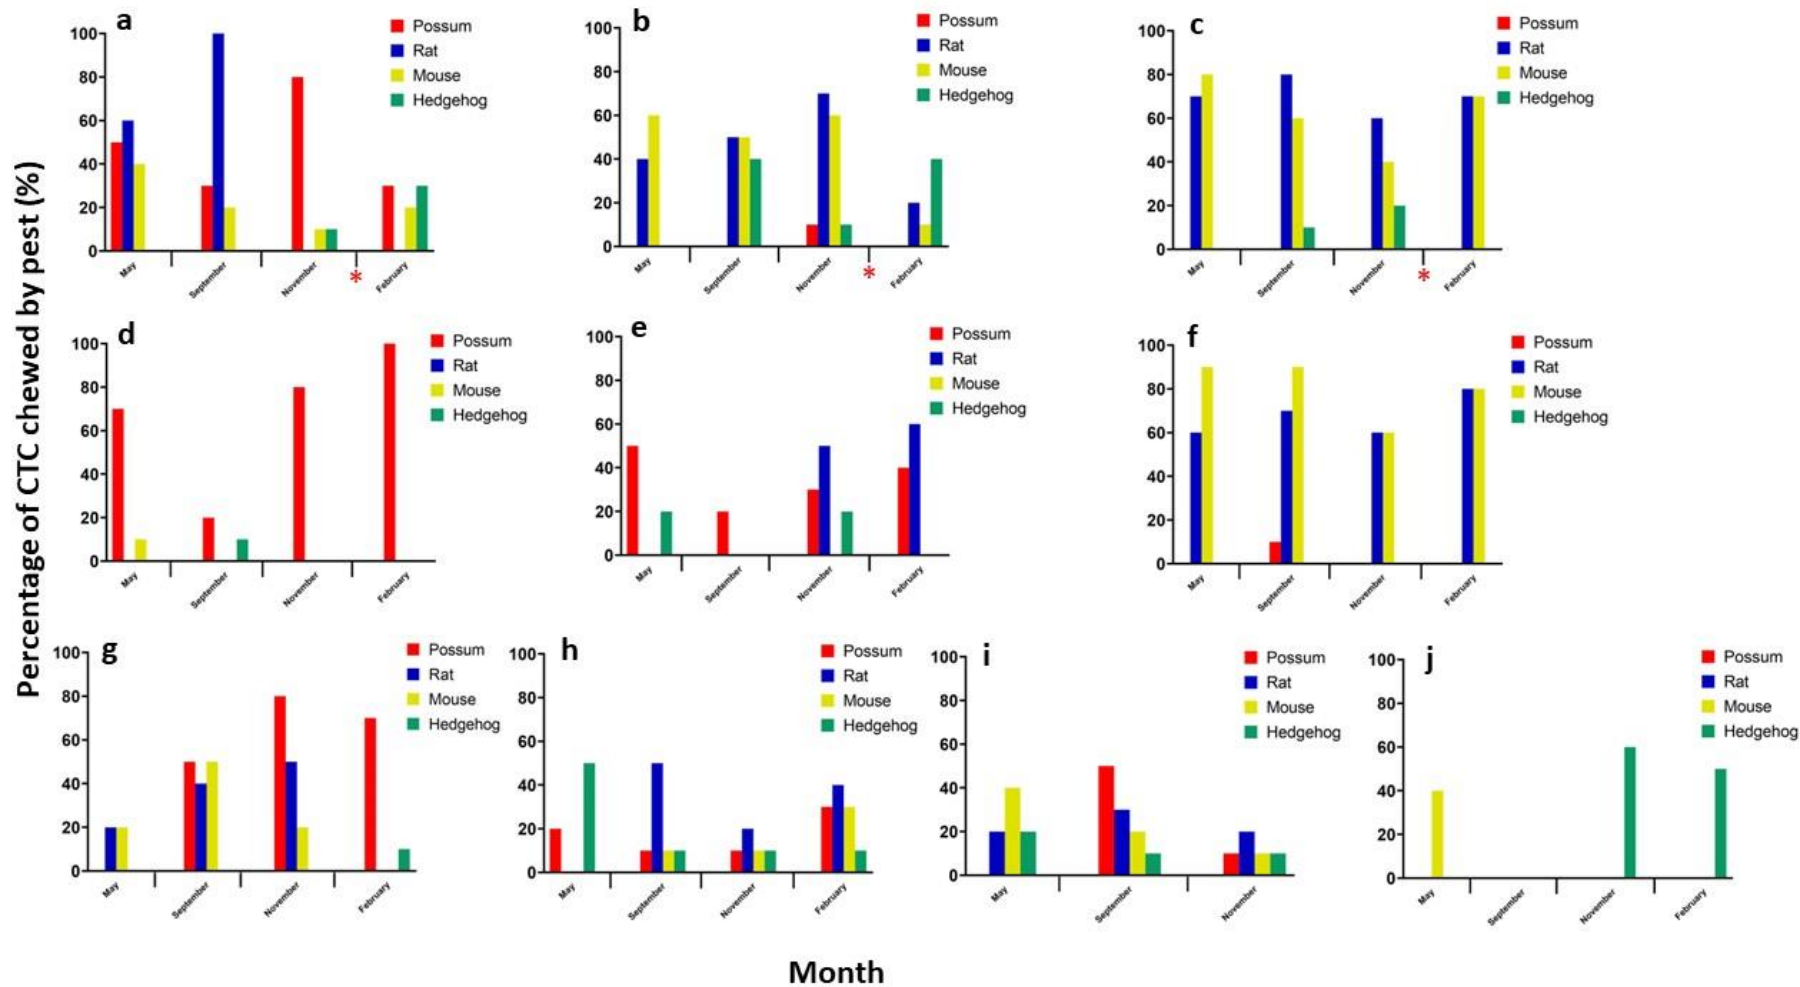 Percentage of CTC chewed by pest (%)
a
Possum
Rat
Mouse
Hedgehog
100
80
60
40
20
0
May
September
November
*
February
b
Possum
Rat
Mouse
Hedgehog
100
80
60
40
20
0
May
September
November
*
February
c
Possum
Rat
Mouse
Hedgehog
100
80
60
40
20
0
May
September
November
*
February
d
Possum
Rat
Mouse
Hedgehog
100
80
60
40
20
0
May
September
November
February
e
Possum
Rat
Mouse
Hedgehog
100
80
60
40
20
0
May
September
November
February
f
Possum
Rat
Mouse
Hedgehog
100
80
60
40
20
0
May
September
November
February
g
Possum
Rat
Mouse
Hedgehog
100
80
60
40
20
0
May
September
November
February
h
Possum
Rat
Mouse
Hedgehog
100
80
60
40
20
0
May
September
November
February
i
Possum
Rat
Mouse
Hedgehog
100
80
60
40
20
0
May
September
November
j
Possum
Rat
Mouse
Hedgehog
100
80
60
40
20
0
May
September
November
February
Month